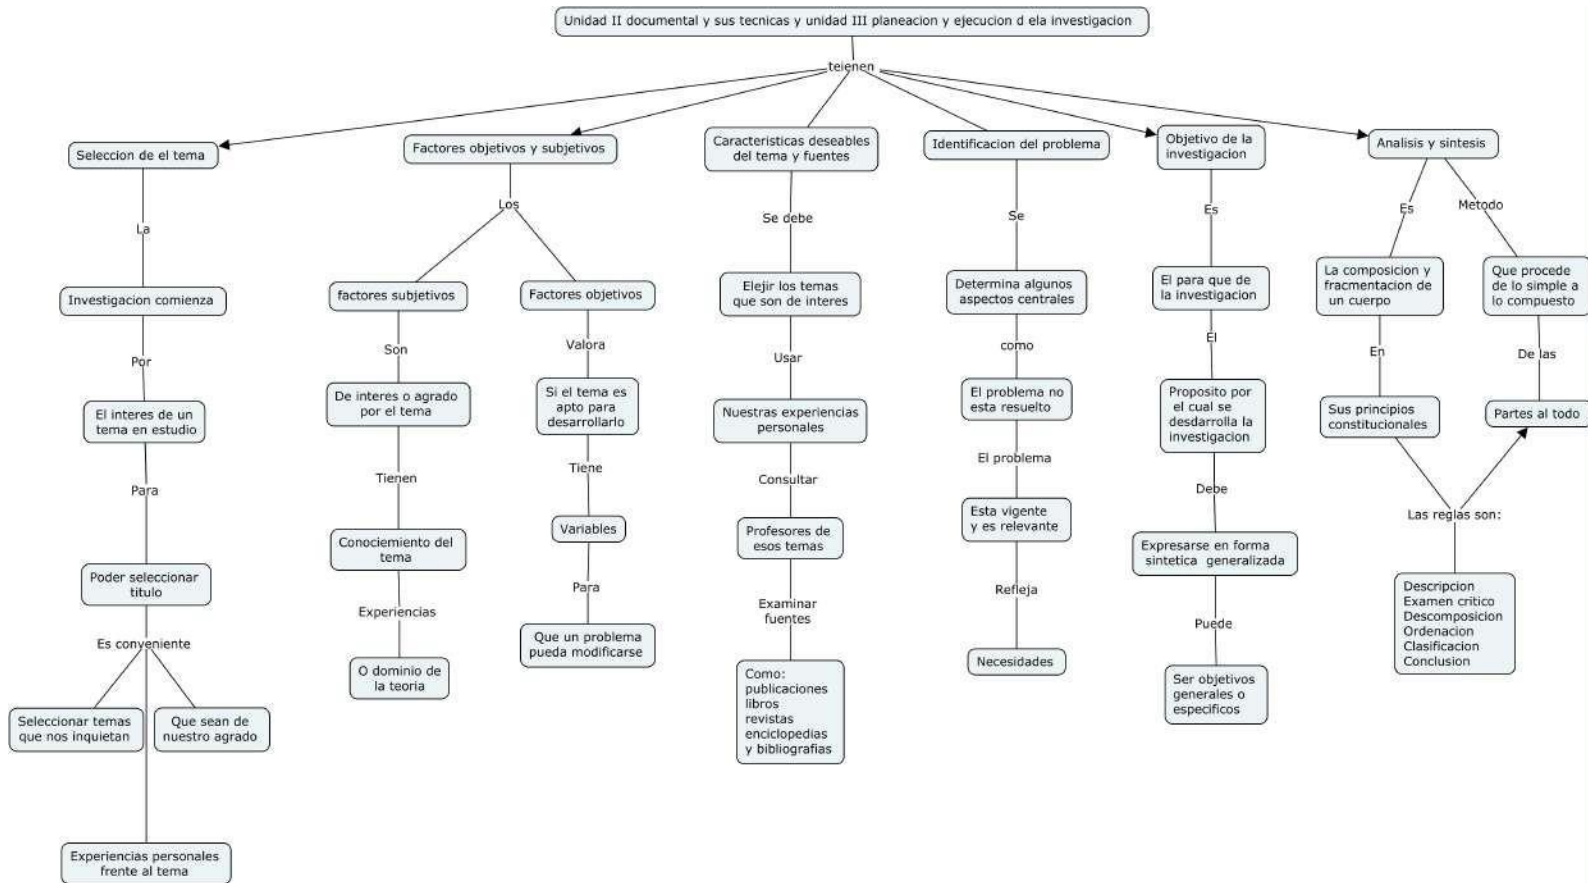 Unidad II documental y sus tecnicas y unidad III planeacion y ejecucion d ela investigacion
teienen
Seleccion de el tema
La
Investigacion comienza
Por
El interes de un
tema en estudio
Para
Poder seleccionar
titulo
Es conveniente
Seleccionar temas
que nos inquietan
Que sean de
nuestro agrado
Experiencias personales
frente al tema
Factores objetivos y subjetivos
Los
factores subjetivos
Son
De interes o agrado
por el tema
Tienen
Conociemiento del
tema
Experiencias
O dominio de
la teoria
Factores objetivos
Valora
Si el tema es
apto para
desarrollarlo
Tiene
Variables
Para
Que un problema
pueda modificarse
Caracteristicas deseables
del tema y fuentes
Se debe
Elejir los temas
que son de interes
Usar
Nuestras experiencias
personales
Consultar
Profesores de
esos temas
Examinar
fuentes
Como:
publicaciones
libros
revistas
enciclopedias
y bibliografias
Identificacion del problema
Se
Determina algunos
aspectos centrales
como
El problema no
esta resuelto
El problema
Esta vigente
y es relevante
Refleja
Necesidades
Objetivo de la
investigacion
Es
El para que de
la investigacion
El
Proposito por
el cual se
desdarrolla la
investigacion
Debe
Expresarse en forma
sintetica generalizada
Puede
Ser objetivos
generales o
especificos
Analisis y sintesis
Es
La composicion y
fracmentacion de
un cuerpo
En
Sus principios
constitucionales
Metodo
Que procede
de lo simple a
lo compuesto
De las
Partes al todo
Las reglas son:
Descripcion
Examen critico
Descomposicion
Ordenacion
Clasificacion
Conclusion